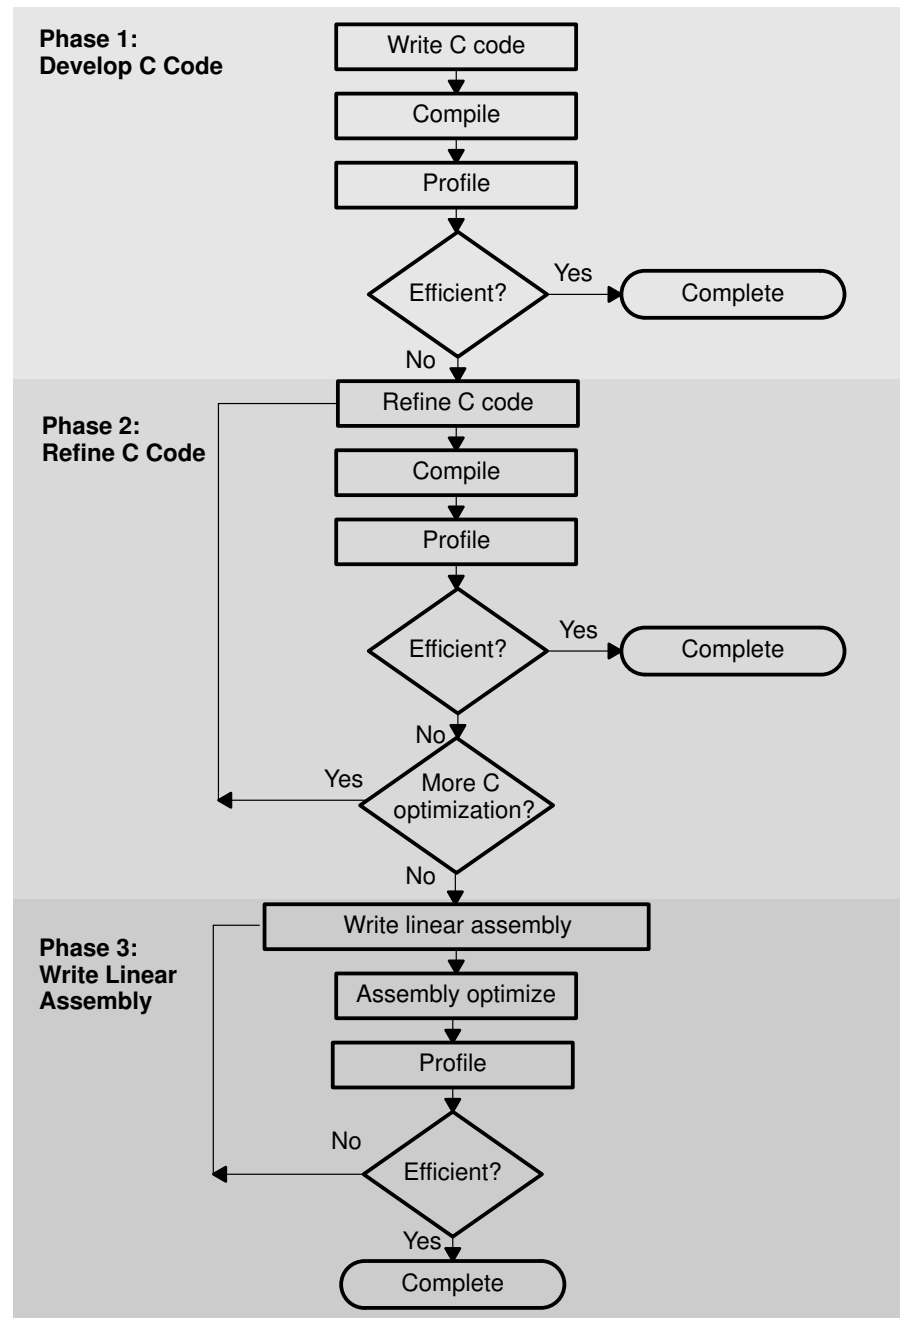 Phase 1:
Develop C Code
Write C code
Compile
Profile
Efficient?
Yes
Complete
No
Phase 2:
Refine C Code
Refine C code
Compile
Profile
Efficient?
Yes
Complete
No
More C
optimization?
Yes
No
Phase 3:
Write Linear
Assembly
Write linear assembly
Assembly optimize
Profile
No
Efficient?
Yes
Complete